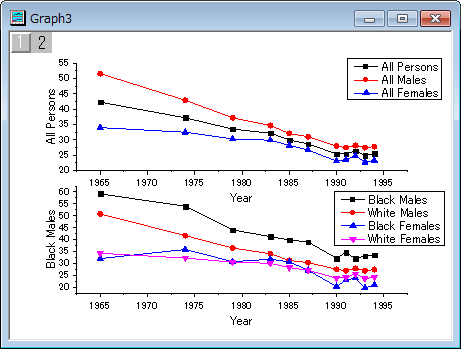 Graph3
1 2
All Persons
All Males
All Females
All Persons
55
50
45
40
35
30
25
20
1965 1970 1975 1980 1985 1990 1995
Year
Black Males
White Males
Black Females
White Females
Black Males
60
55
50
45
40
35
30
25
20
1965 1970 1975 1980 1985 1990 1995
Year